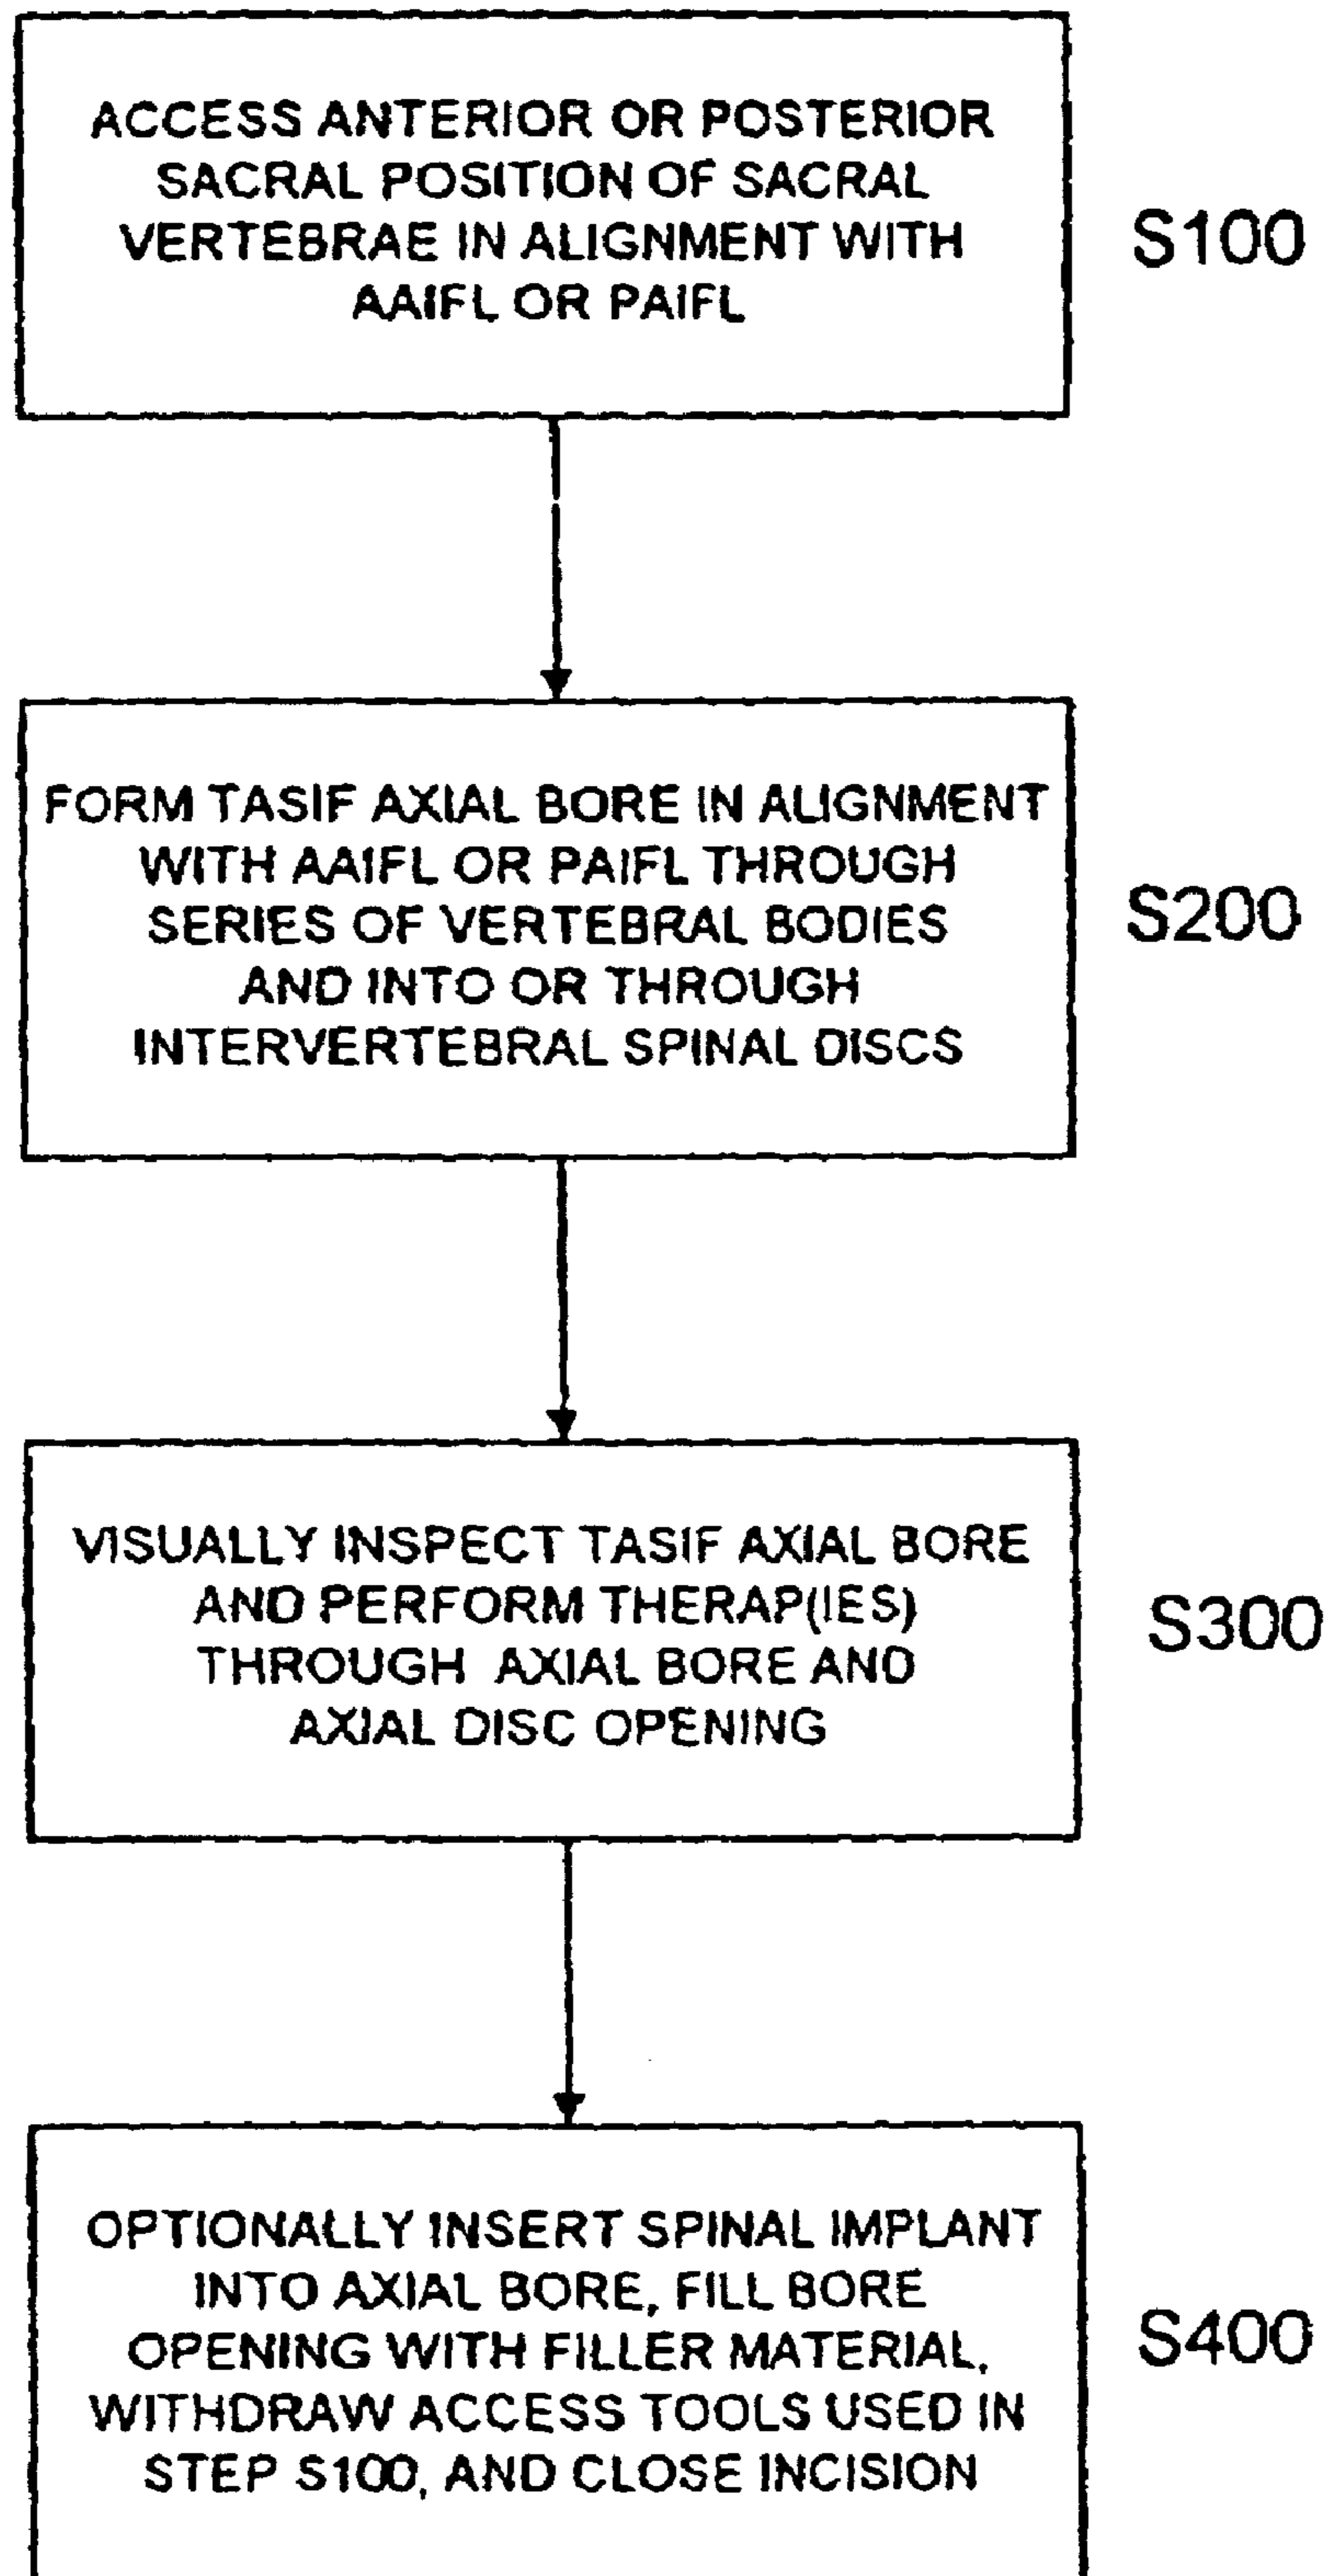 ACCESS ANTERIOR OR POSTERIOR
SACRAL POSITION OF SACRAL
VERTEBRAE IN ALIGNMENT WITH
AAIFL OR PAIFL
S100
FORM TASIF AXIAL BORE IN ALIGNMENT
WITH AAIFL OR PAIFL THROUGH
SERIES OF VERTEBRAL BODIES
AND INTO OR THROUGH
INTERVERTEBRAL SPINAL DISCS
S200
VISUALLY INSPECT TASIF AXIAL BORE
AND PERFORM THERAP(IES)
THROUGH AXIAL BORE AND
AXIAL DISC OPENING
S300
OPTIONALLY INSERT SPINAL IMPLANT
INTO AXIAL BORE, FILL BORE
OPENING WITH FILLER MATERIAL,
WITHDRAW ACCESS TOOLS USED IN
STEP S100, AND CLOSE INCISION
S400